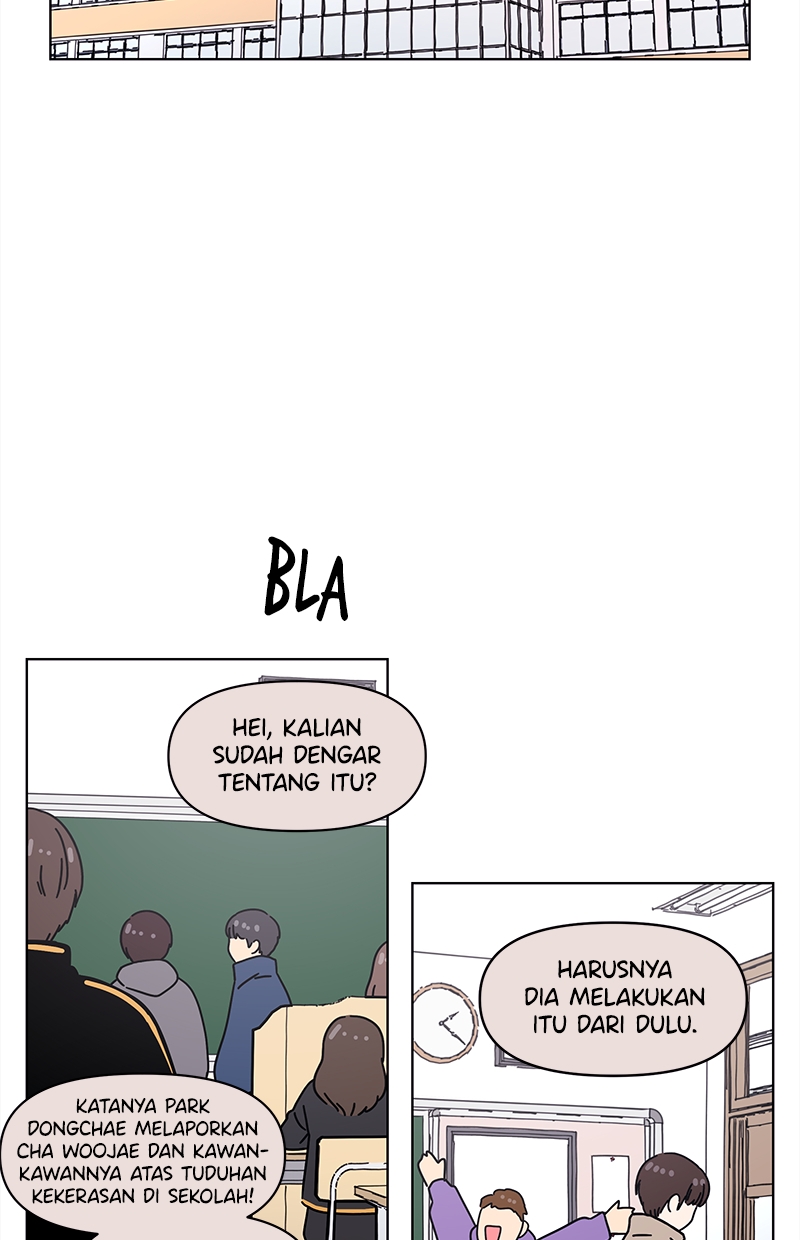 BLA
HEI, KALIAN
SUDAH DENGAR
TENTANG ITU?
HARUSNYA
DIA MELAKUKAN
ITU DARI DULU.
KATANYA PARK
DONGCHAE MELAPORKAN
CHA WOOJAE DAN KAWAN-
KAWANNYA ATAS TUDUHAN
KEKERASAN DI SEKOLAH!